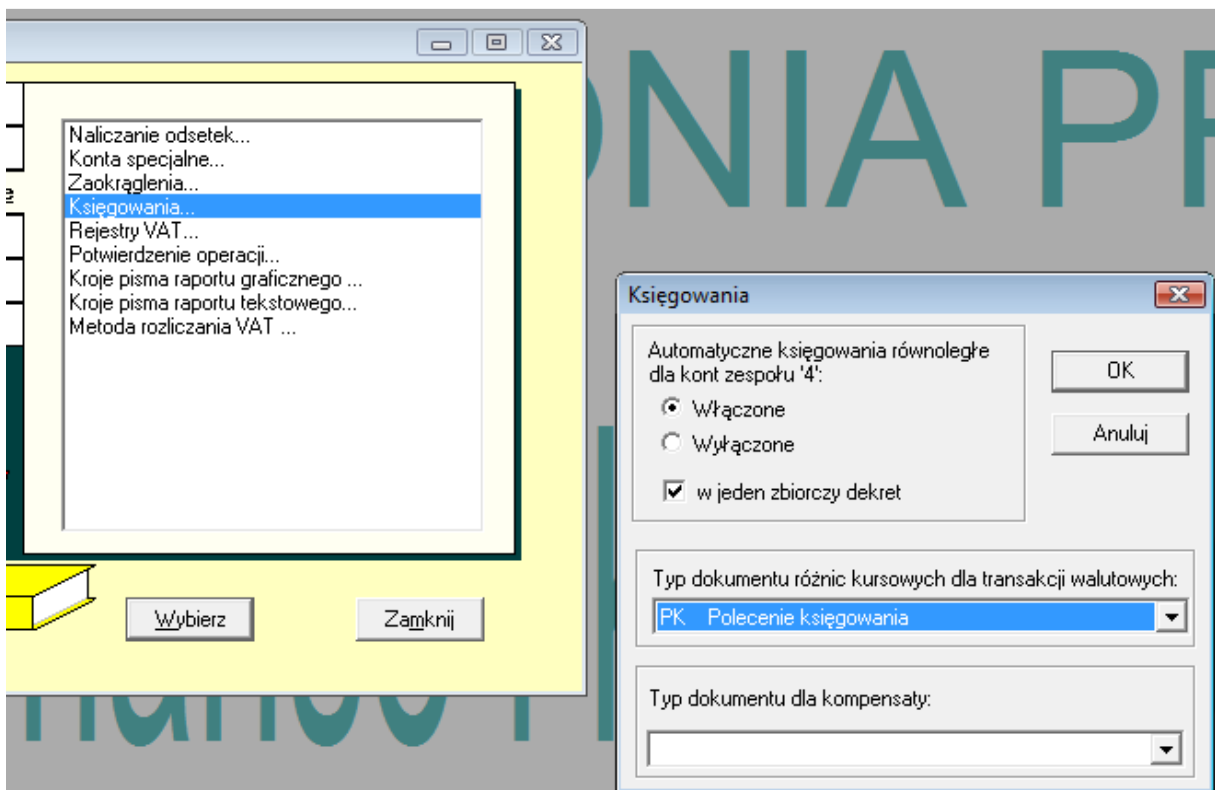 NIA PR
Naliczanie odsetek...
Konta specjalne...
Zaokrąglenia...
Księgowania...
Rejestry VAT...
Potwierdzenie operacji...
Kroje pisma raportu graficznego ...
Kroje pisma raportu tekstowego...
Metoda rozliczania VAT ...
Wybierz
Zamknij
Księgowania
Automatyczne księgowania równoległe
dla kont zespołu '4':
OK
Włączone
Anuluj
Wyłączone
w jeden zbiorczy dekret
Typ dokumentu różnic kursowych dla transakcji walutowych:
PK Polecenie księgowania
Typ dokumentu dla kompensaty: